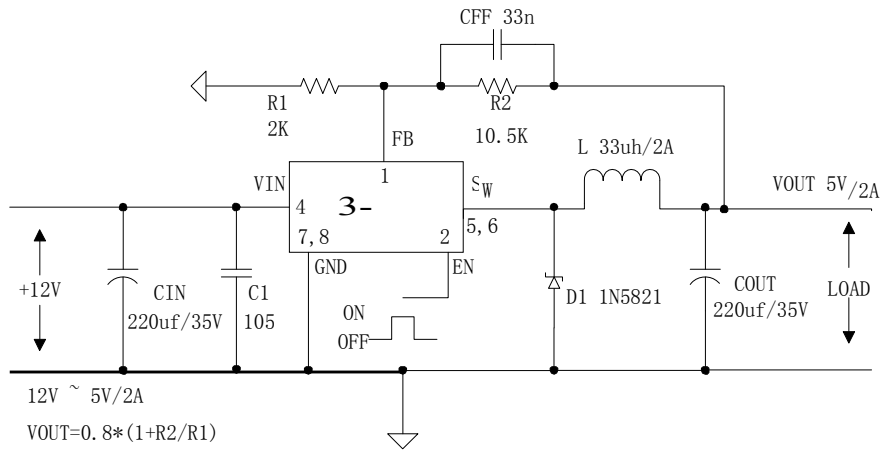 CFF 33n
R1
2K
R2
10.5K
FB
L 33uh/2A
VIN
1
SW
VOUT 5V/2A
4
3-
5,6
7,8
2
GND
EN
+12V
CIN
220uf/35V
C1
105
ON
OFF
D1 1N5821
COUT
220uf/35V
LOAD
12V ~ 5V/2A
VOUT=0.8*(1+R2/R1)